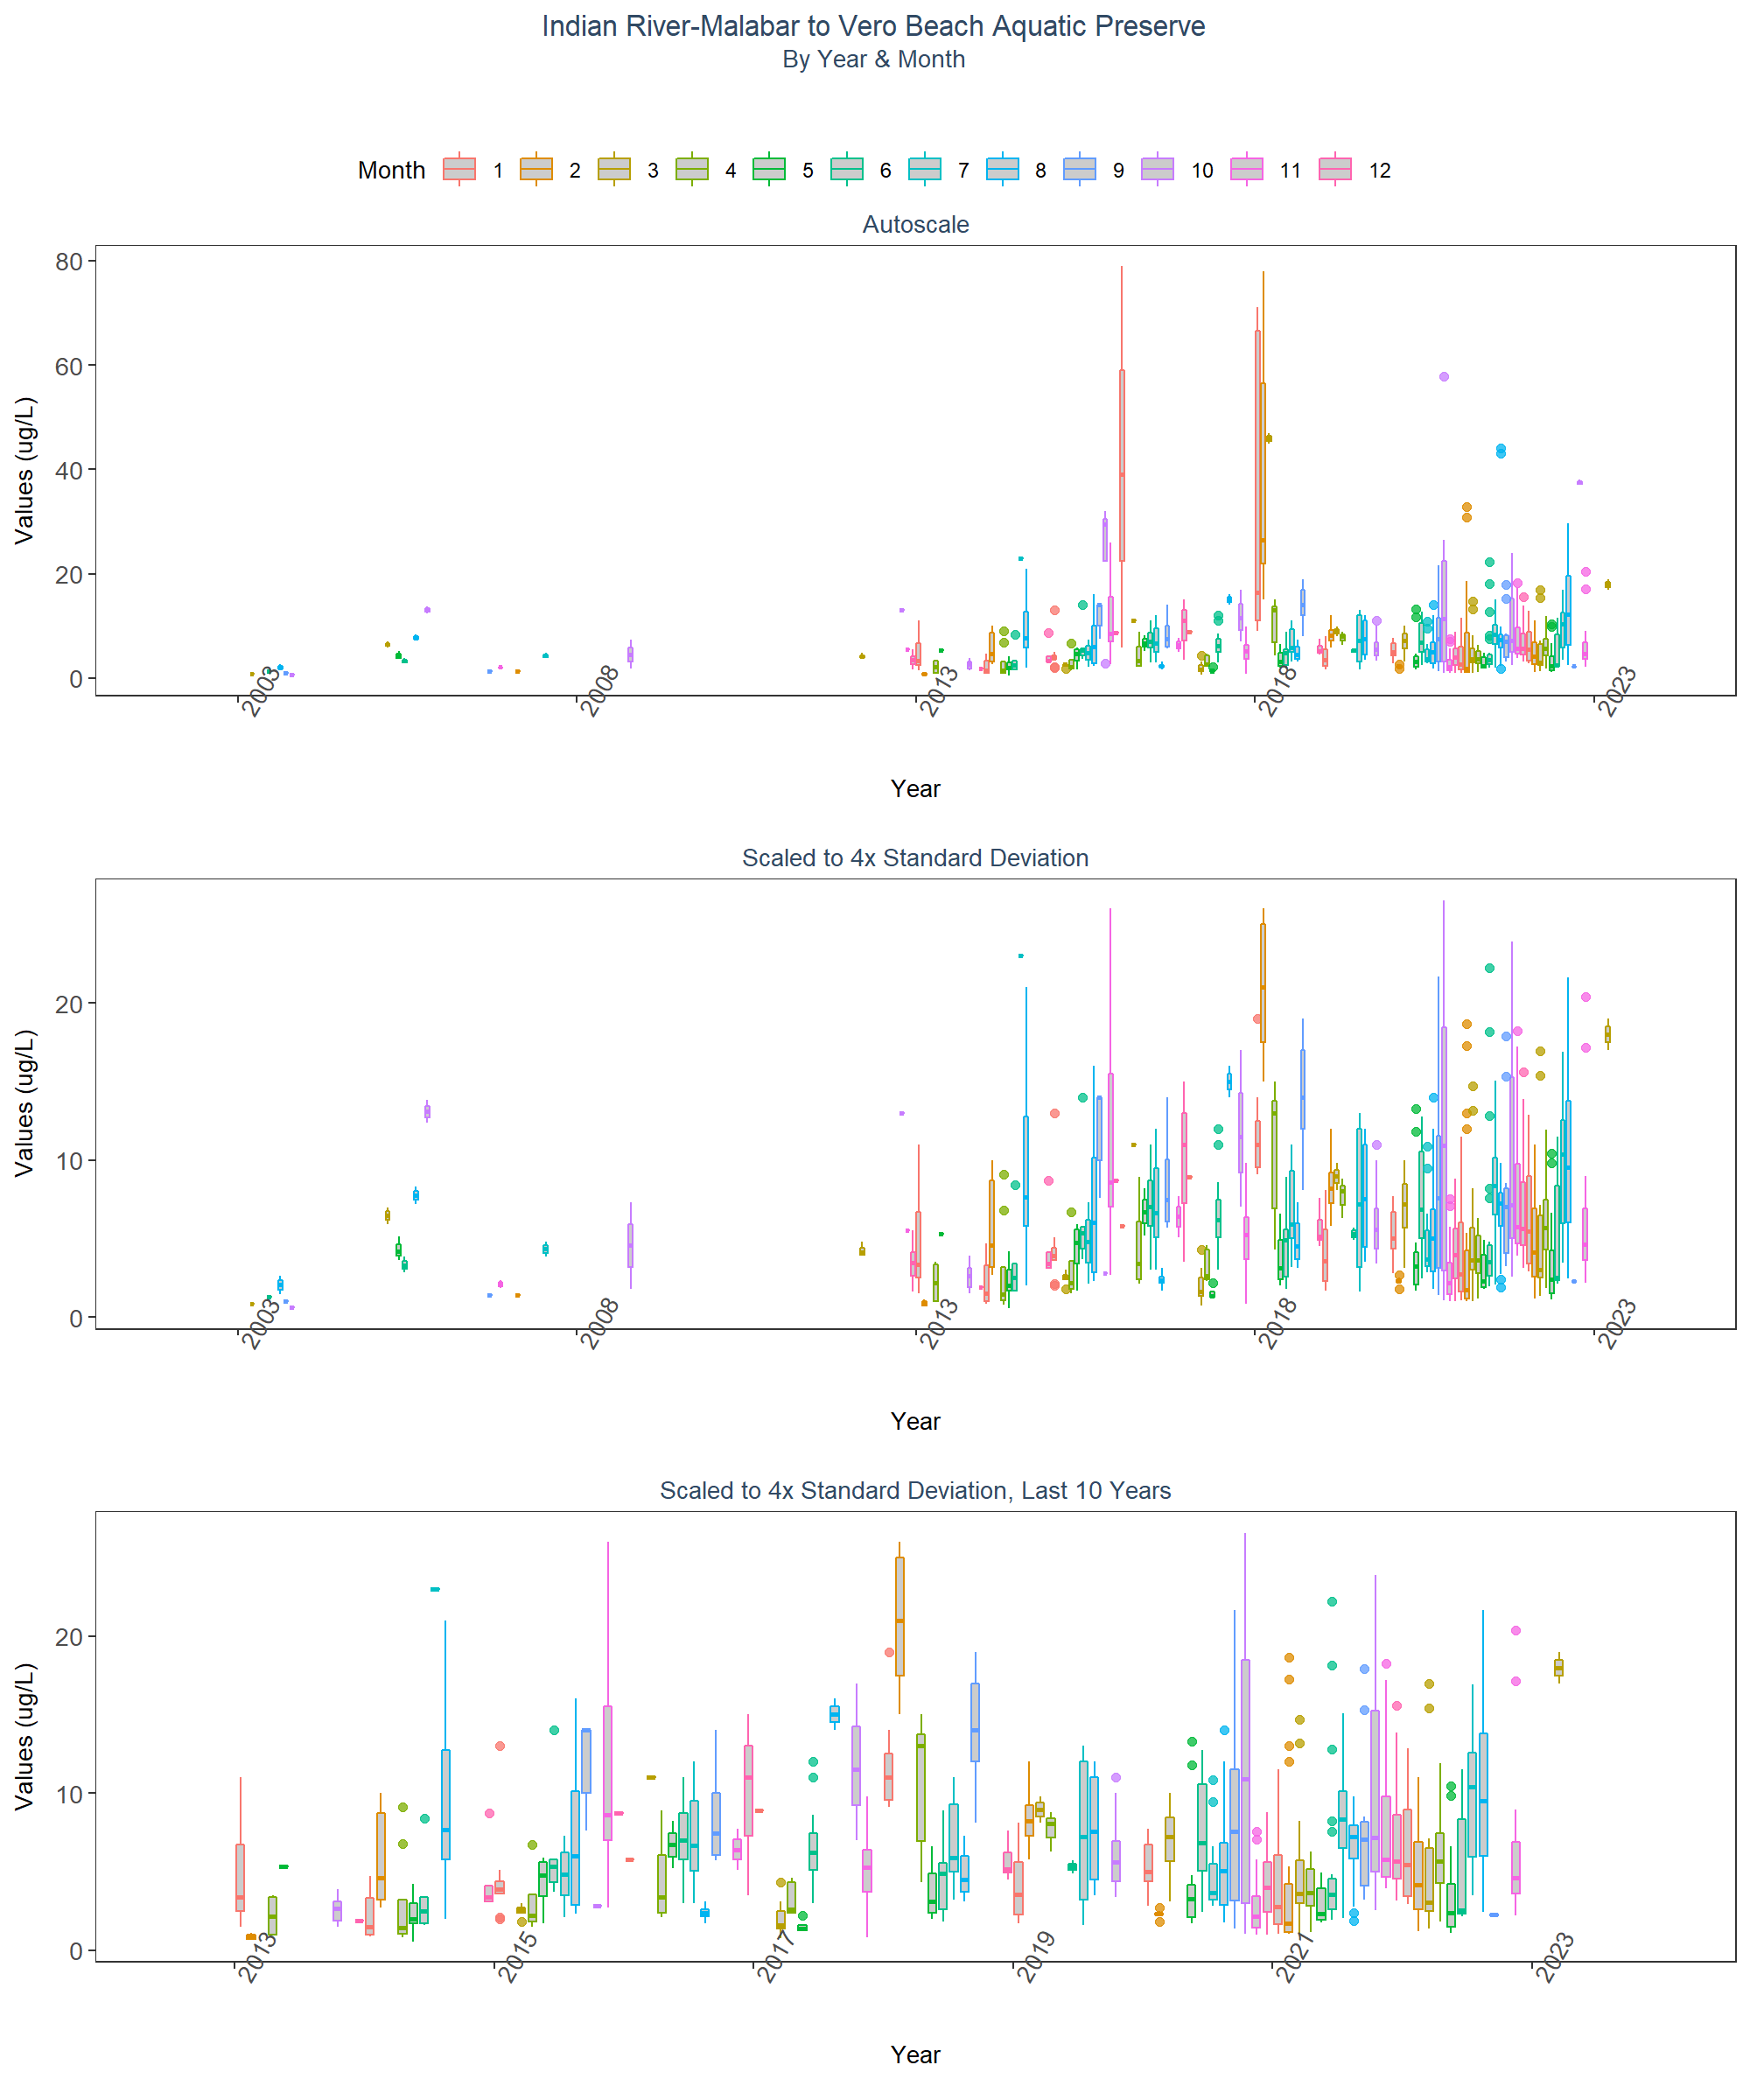 Indian River-Malabar to Vero Beach Aquatic Preserve
By Year & Month
Month 1 2 3 4 5 6 7 8 9 10 11 12
Autoscale
Values (ug/L)
80
60
40
20
0
2003 2008 2013 2018 2023
Year
Scaled to 4x Standard Deviation
Values (ug/L)
20
10
0
2003 2008 2013 2018 2023
Year
Scaled to 4x Standard Deviation, Last 10 Years
Values (ug/L)
20
10
0
2013 2015 2017 2019 2021 2023
Year